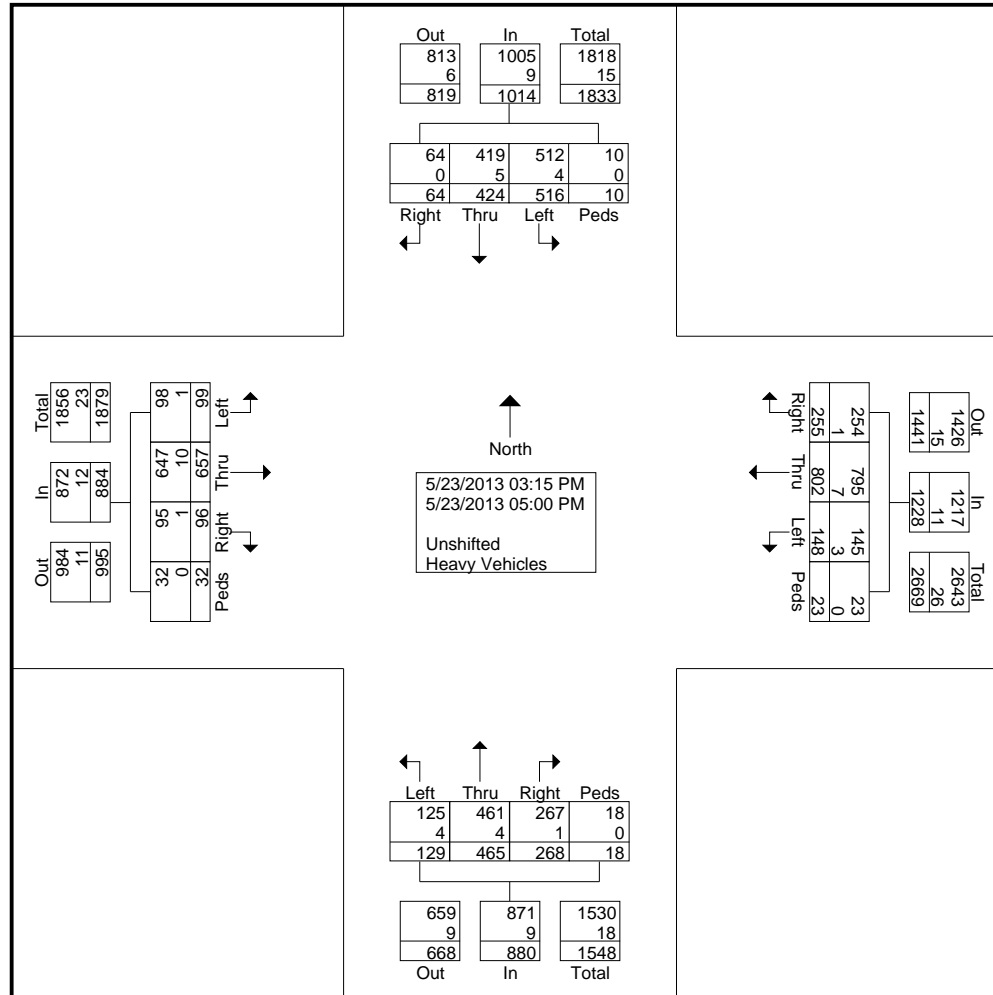 Out In Total
813 1005 1818
6 9 15
819 1014 1833
64 419 512 10
0 5 4 0
64 424 516 10
Right Thru Left Peds
Left
98 1 99
Thru
647 10 657
Right
95 1 96
Peds
32 0 32
Total
1856 23 1879
In
872 12 884
Out
984 11 995
North
5/23/2013 03:15 PM
5/23/2013 05:00 PM
Unshifted
Heavy Vehicles
Right
254 1 255
Thru
795 7 802
Left
145 3 148
Peds
23 0 23
Out
1426 15 1441
In
1217 11 1228
Total
2643 26 2669
Left Thru Right Peds
125 461 267 18
4 4 1 0
129 465 268 18
659 871 1530
9 9 18
668 880 1548
Out In Total